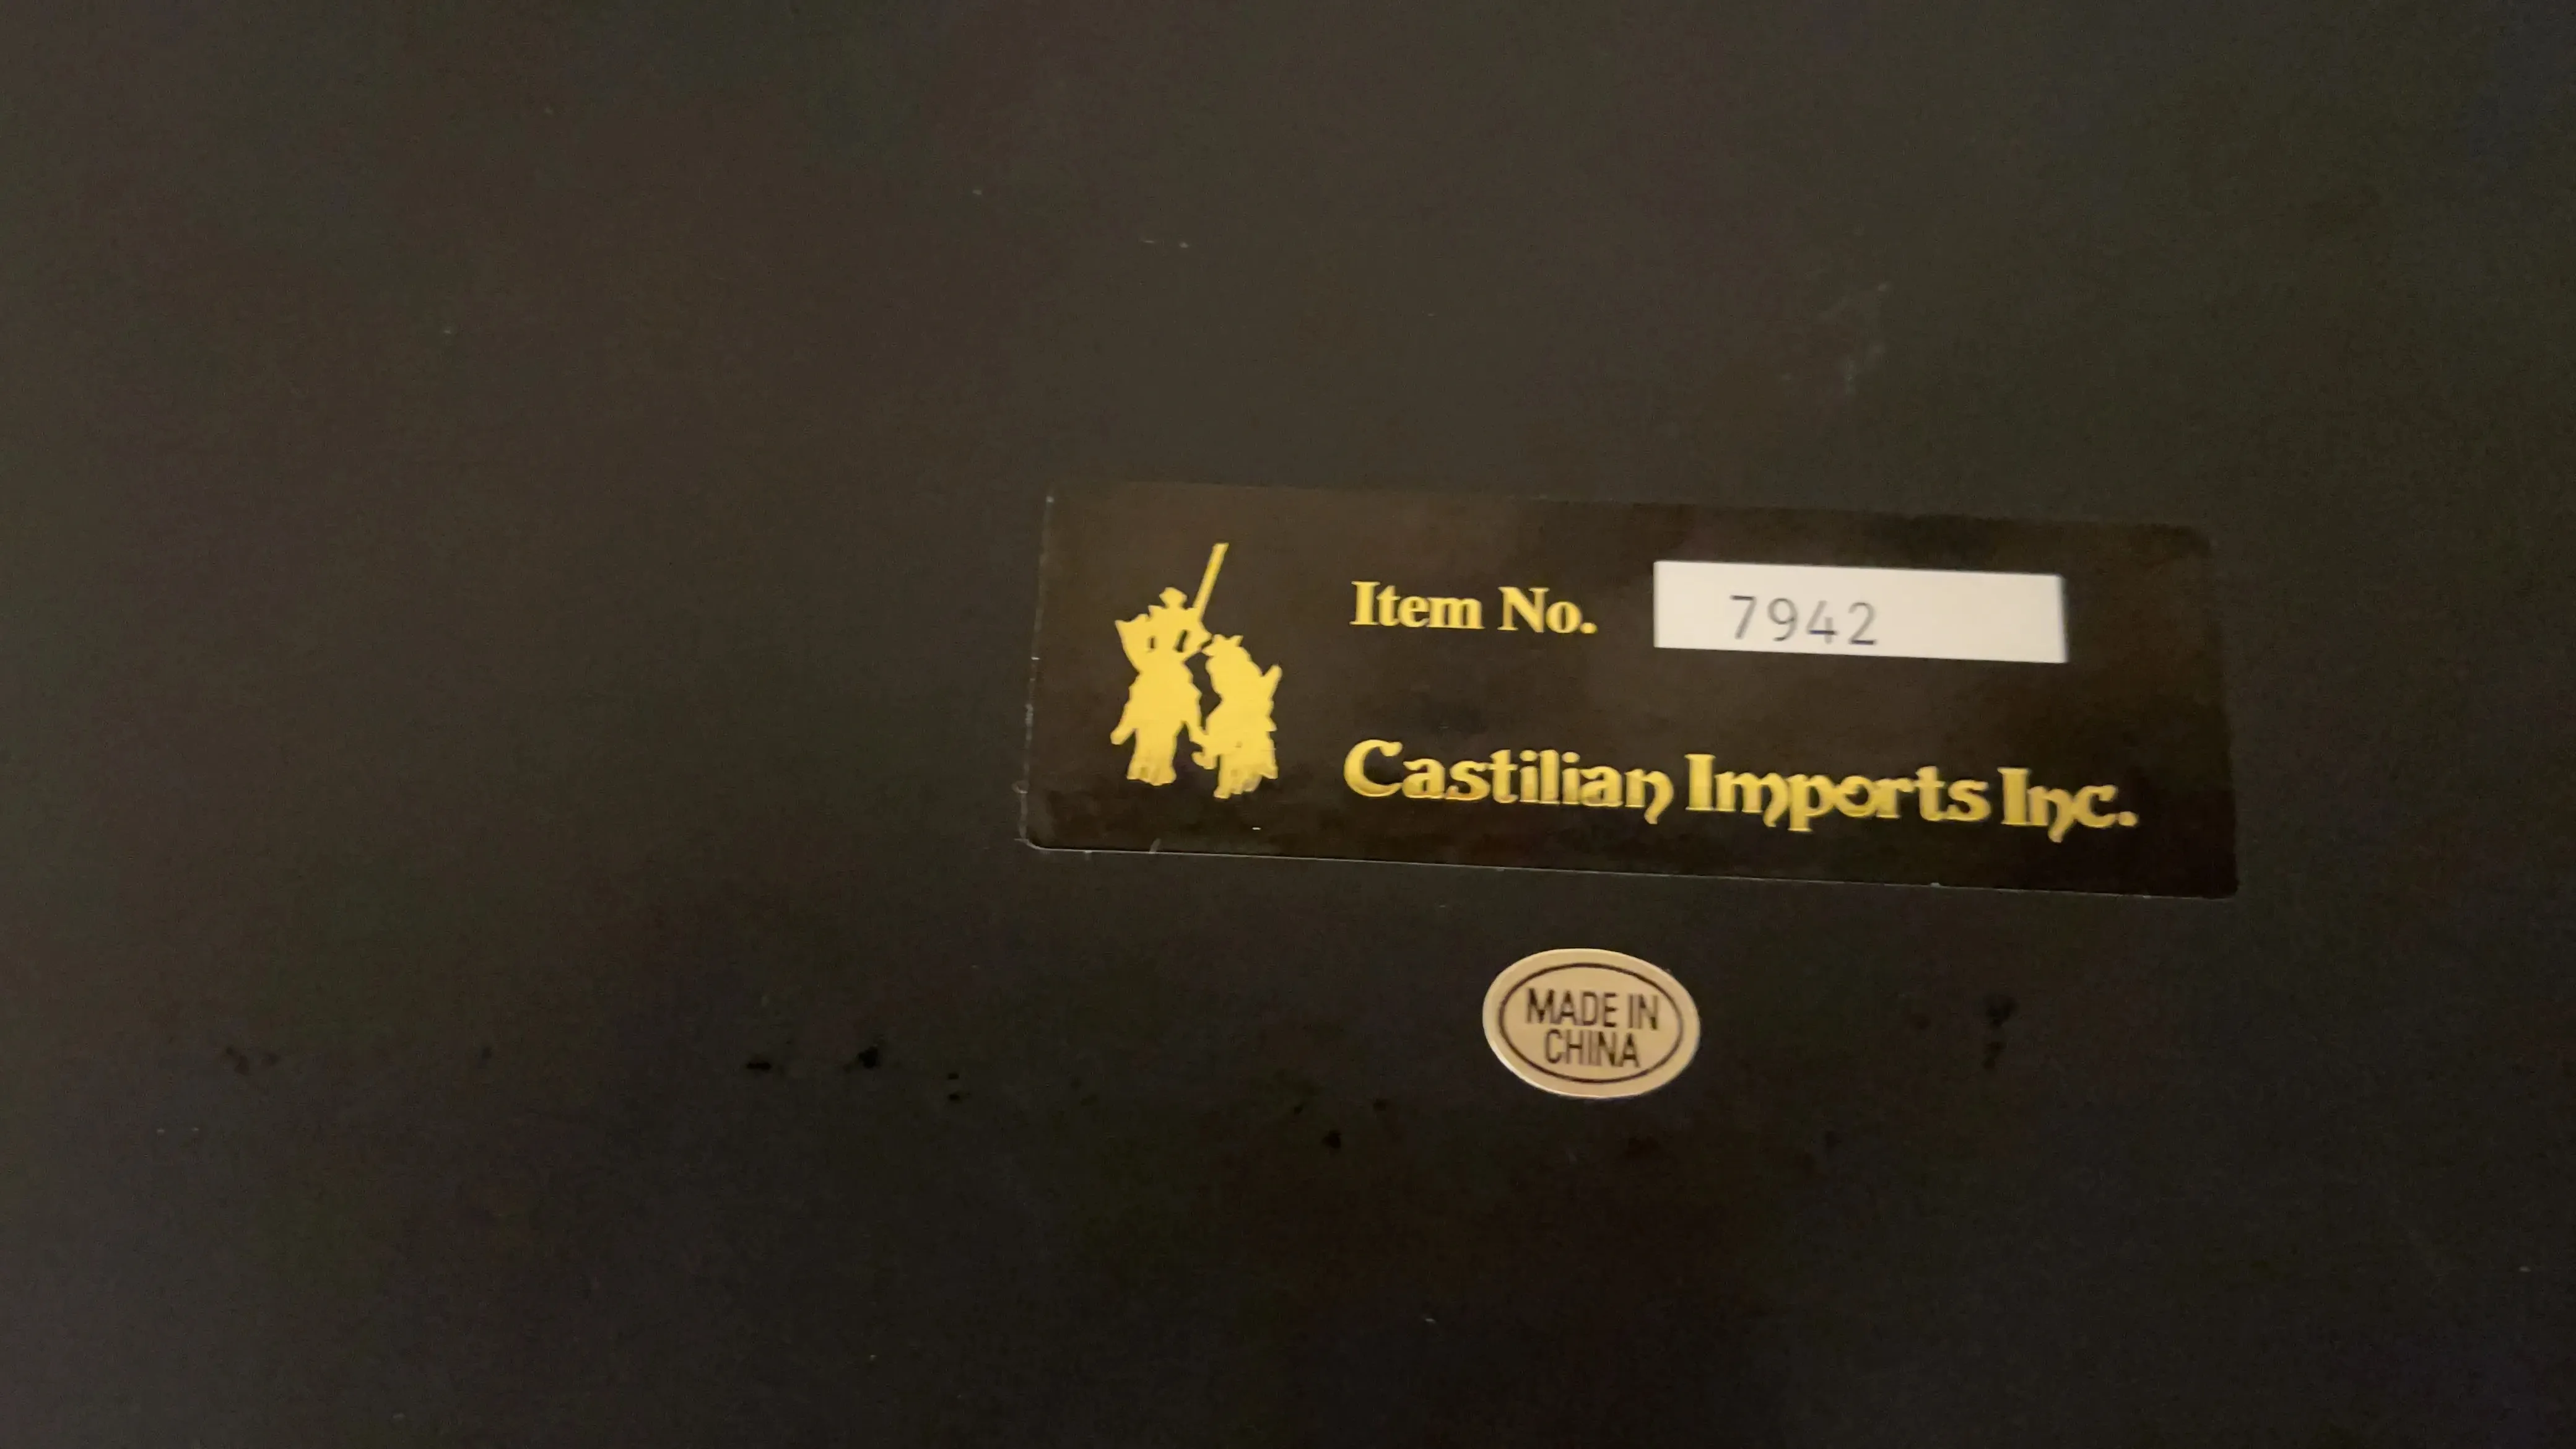 Item No. 7942
Castilian Imports Inc.
MADE IN
CHINA